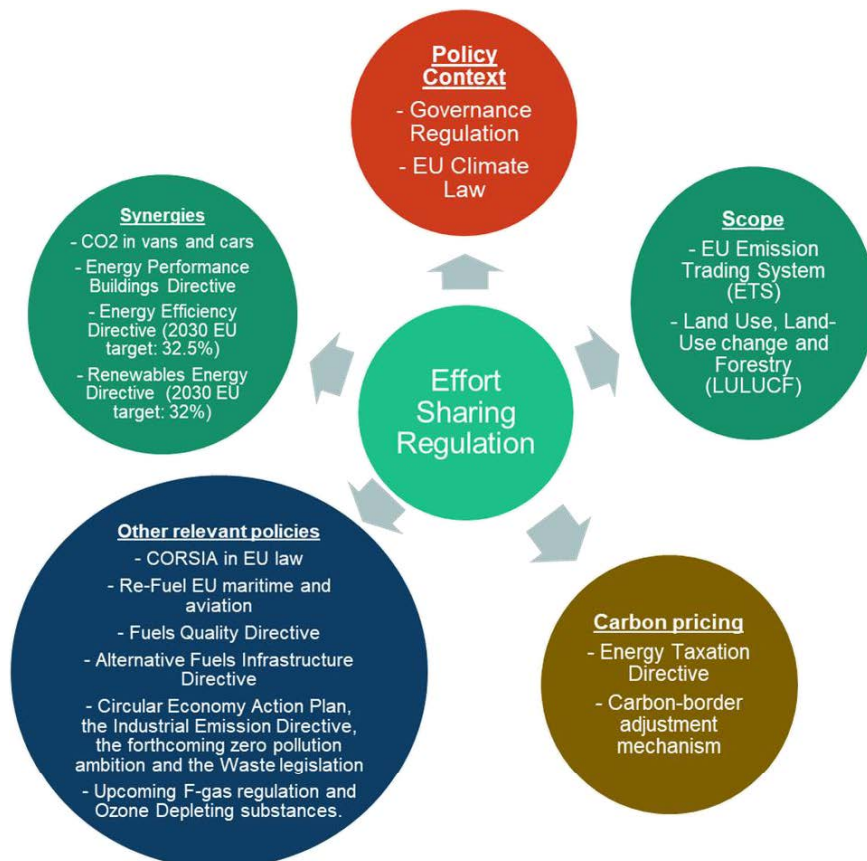 Policy
Context
- Governance
Regulation
- EU Climate
Law
Synergies
- CO2 in vans and cars
- Energy Performance
Buildings Directive
- Energy Efficiency
Directive (2030 EU
target: 32.5%)
- Renewables Energy
Directive (2030 EU
target: 32%)
Scope
- EU Emission
Trading System
(ETS)
- Land Use, Land-
Use change and
Forestry
(LULUCF)
Effort
Sharing
Regulation
Other relevant policies
- CORSIA in EU law
- Re-Fuel EU maritime and
aviation
- Fuels Quality Directive
- Alternative Fuels Infrastructure
Directive
- Circular Economy Action Plan,
the Industrial Emission Directive,
the forthcoming zero pollution
ambition and the Waste legislation
- Upcoming F-gas regulation and
Ozone Depleting substances.
Carbon pricing
- Energy Taxation
Directive
- Carbon-border
adjustment
mechanism